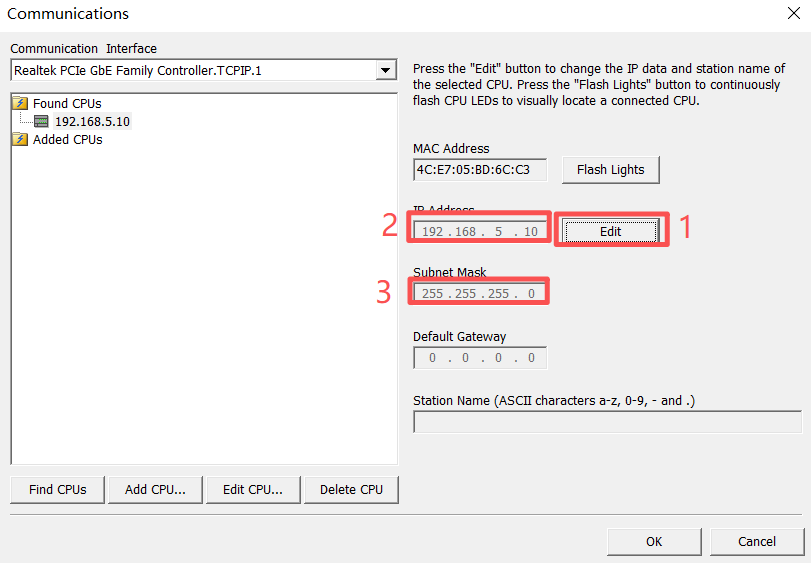 Communications
Communication Interface
Realtek PCIe GbE Family Controller.TCPIP.1
Found CPUs
192.168.5.10
Added CPUs
Press the "Edit" button to change the IP data and station name of
the selected CPU. Press the "Flash Lights" button to continuously
flash CPU LEDs to visually locate a connected CPU.
MAC Address
4C:E7:05:BD:6C:C3
Flash Lights
IP Address
2
192 . 168 . 5 . 10
Edit
1
Subnet Mask
3
255 . 255 . 255 . 0
Default Gateway
0 . 0 . 0 . 0
Station Name (ASCII characters a-z, 0-9, - and .)
Find CPUs
Add CPU...
Edit CPU...
Delete CPU
OK
Cancel